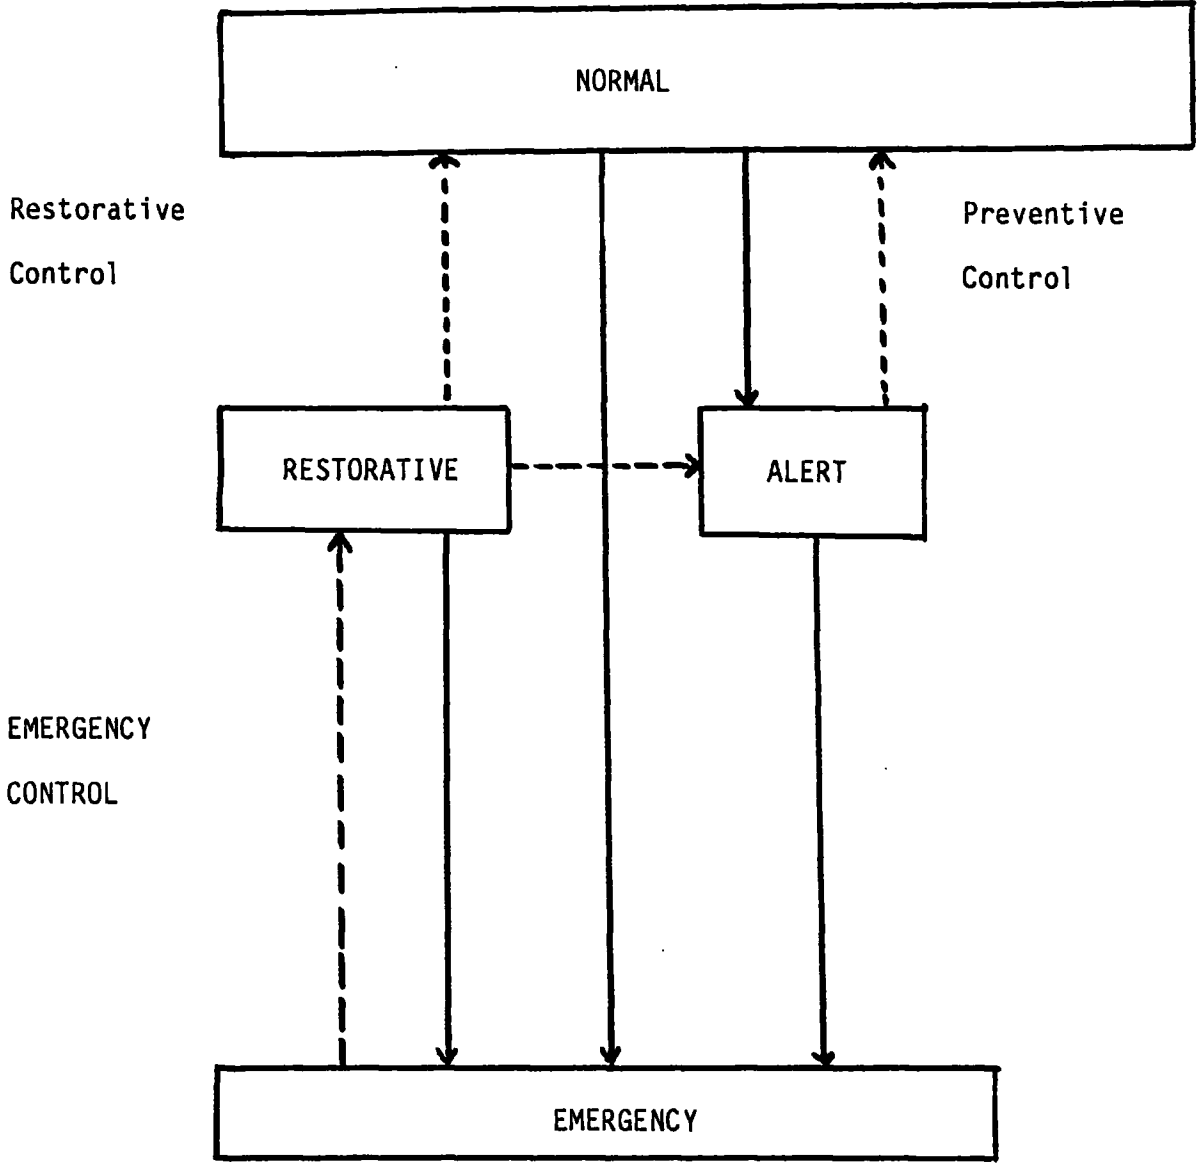 NORMAL
Restorative
Control
Preventive
Control
RESTORATIVE
ALERT
EMERGENCY
CONTROL
EMERGENCY